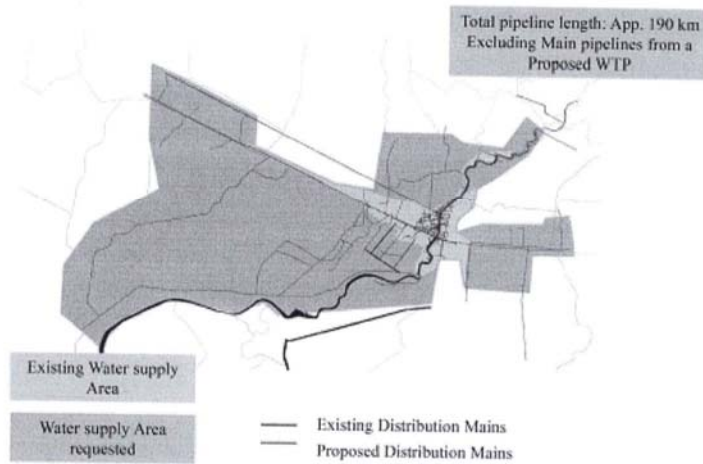 Total pipeline length: App. 190 km
Excluding Main pipelines from a
Proposed WTP
Existing Water supply
Area
Water supply Area
requested
Existing Distribution Mains
Proposed Distribution Mains